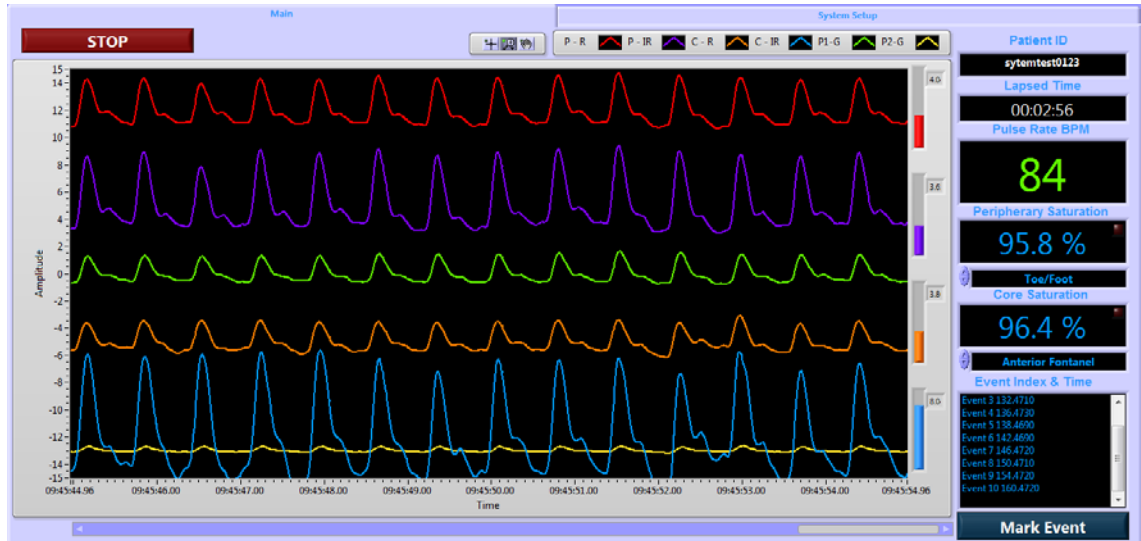 Main
System Setup
STOP
P - R P - IR C - R C - IR P1-G P2-G
Patient ID
sytemtest0123
Lapsed Time
00:02:56
Pulse Rate BPM
84
Peripherary Saturation
95.8 %
Toe/Foot
Core Saturation
96.4 %
Anterior Fontanel
Event Index & Time
Event 3 132.4710
Event 4 136.4730
Event 5 138.4690
Event 6 142.4690
Event 7 146.4720
Event 8 150.4710
Event 9 154.4720
Event 10 160.4720
Mark Event
Amplitude
15
14
12
10
8
6
4
2
0
-2
-4
-6
-8
-10
-12
-14
-15
4.0
3.6
3.8
8.0
09:45:44.96 09:45:46.00 09:45:47.00 09:45:48.00 09:45:49.00 09:45:50.00 09:45:51.00 09:45:52.00 09:45:53.00 09:45:54.00 09:45:54.96
Time